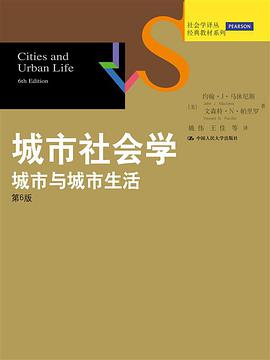 Cities and
Urban Life
6th Edition
社会学译丛
经典教材系列
PEARSON
S
[美]
约翰·J·马休尼斯
John J. Macionis
文森特·N·帕里罗
Vincent N. Parrillo
著
姚伟 王佳 等 译
中国人民大学出版社
城市社会学
城市与城市生活
第6版